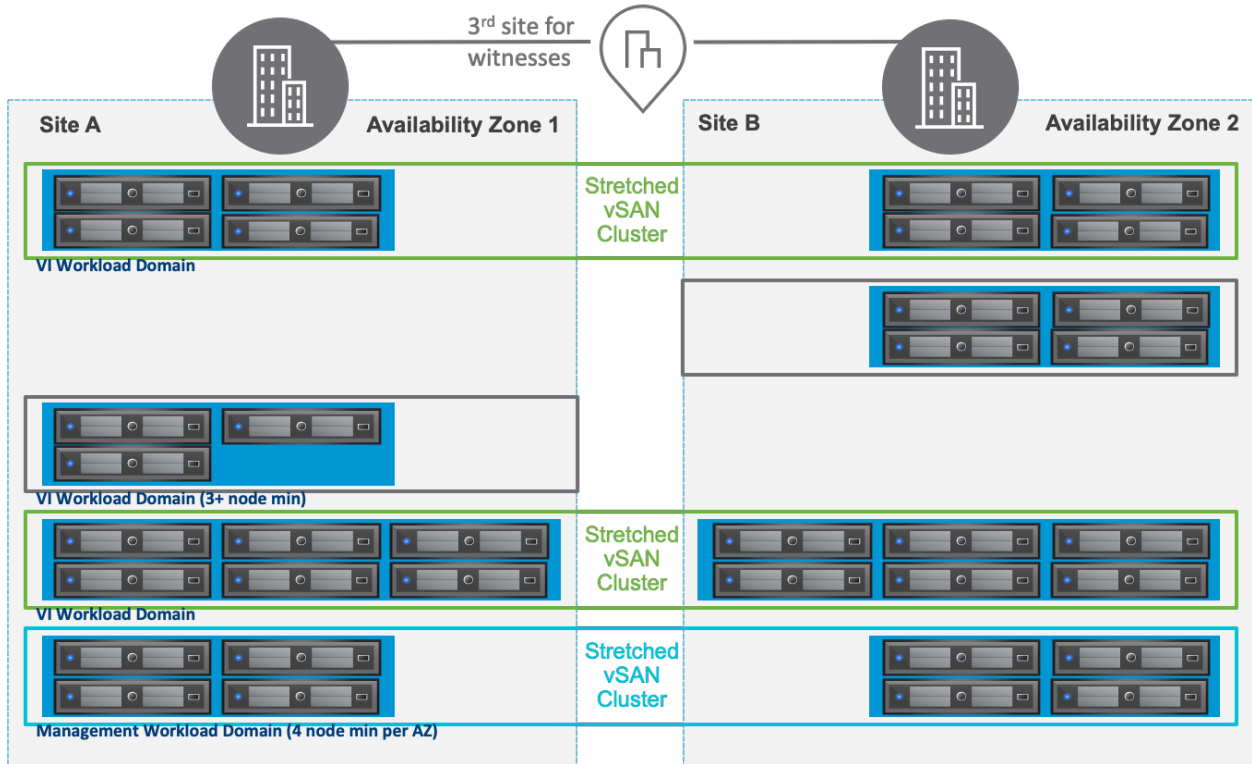 3rd site for
witnesses
Site A
Availability Zone 1
Site B
Availability Zone 2
Stretched
vSAN
Cluster
VI Workload Domain
VI Workload Domain (3+ node min)
Stretched
vSAN
Cluster
VI Workload Domain
Stretched
vSAN
Cluster
Management Workload Domain (4 node min per AZ)